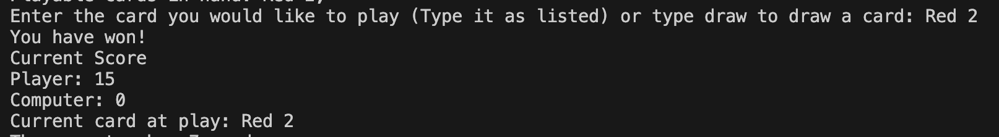 Playable cards in hand: Red 2,
Enter the card you would like to play (Type it as listed) or type draw to draw a card: Red 2
You have won!
Current Score
Player: 15
Computer: 0
Current card at play: Red 2